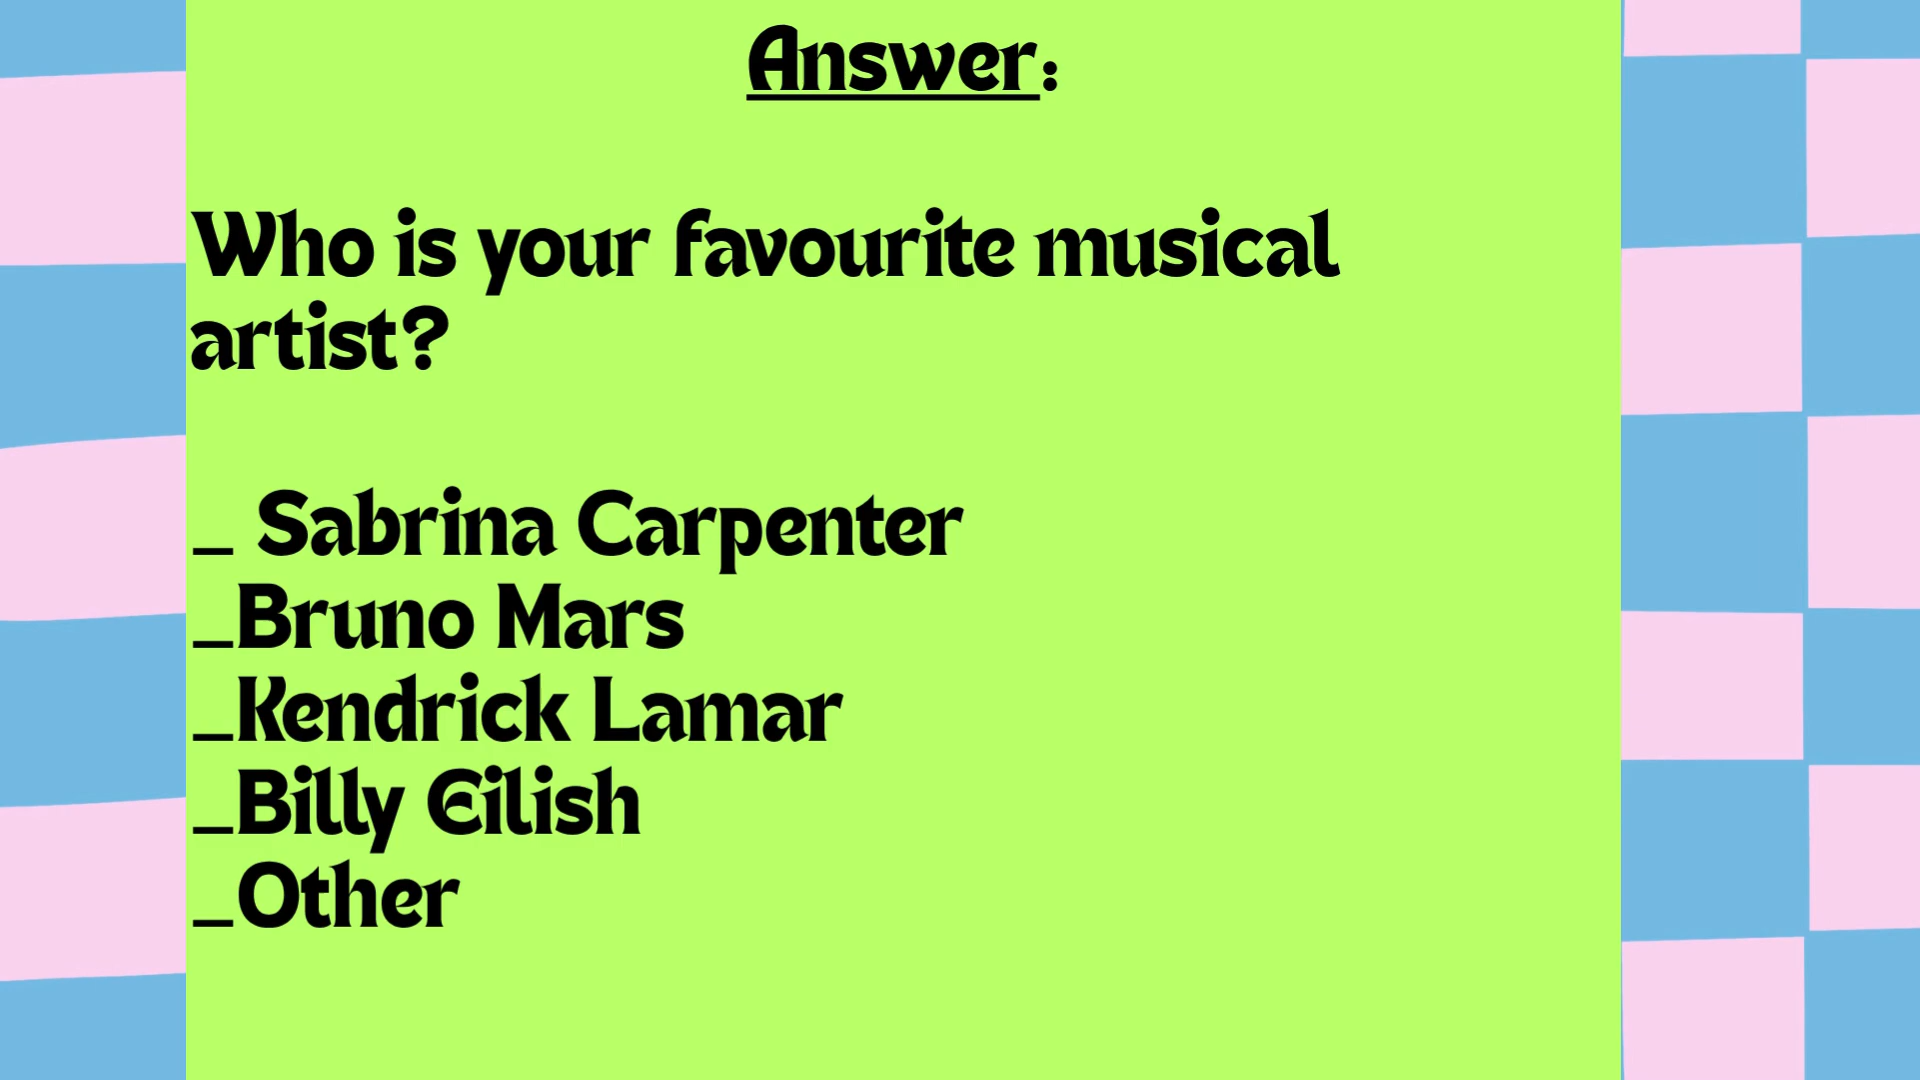 Answer:
Who is your favourite musical
artist?
_ Sabrina Carpenter
_Bruno Mars
_Kendrick Lamar
_Billy Eilish
_Other